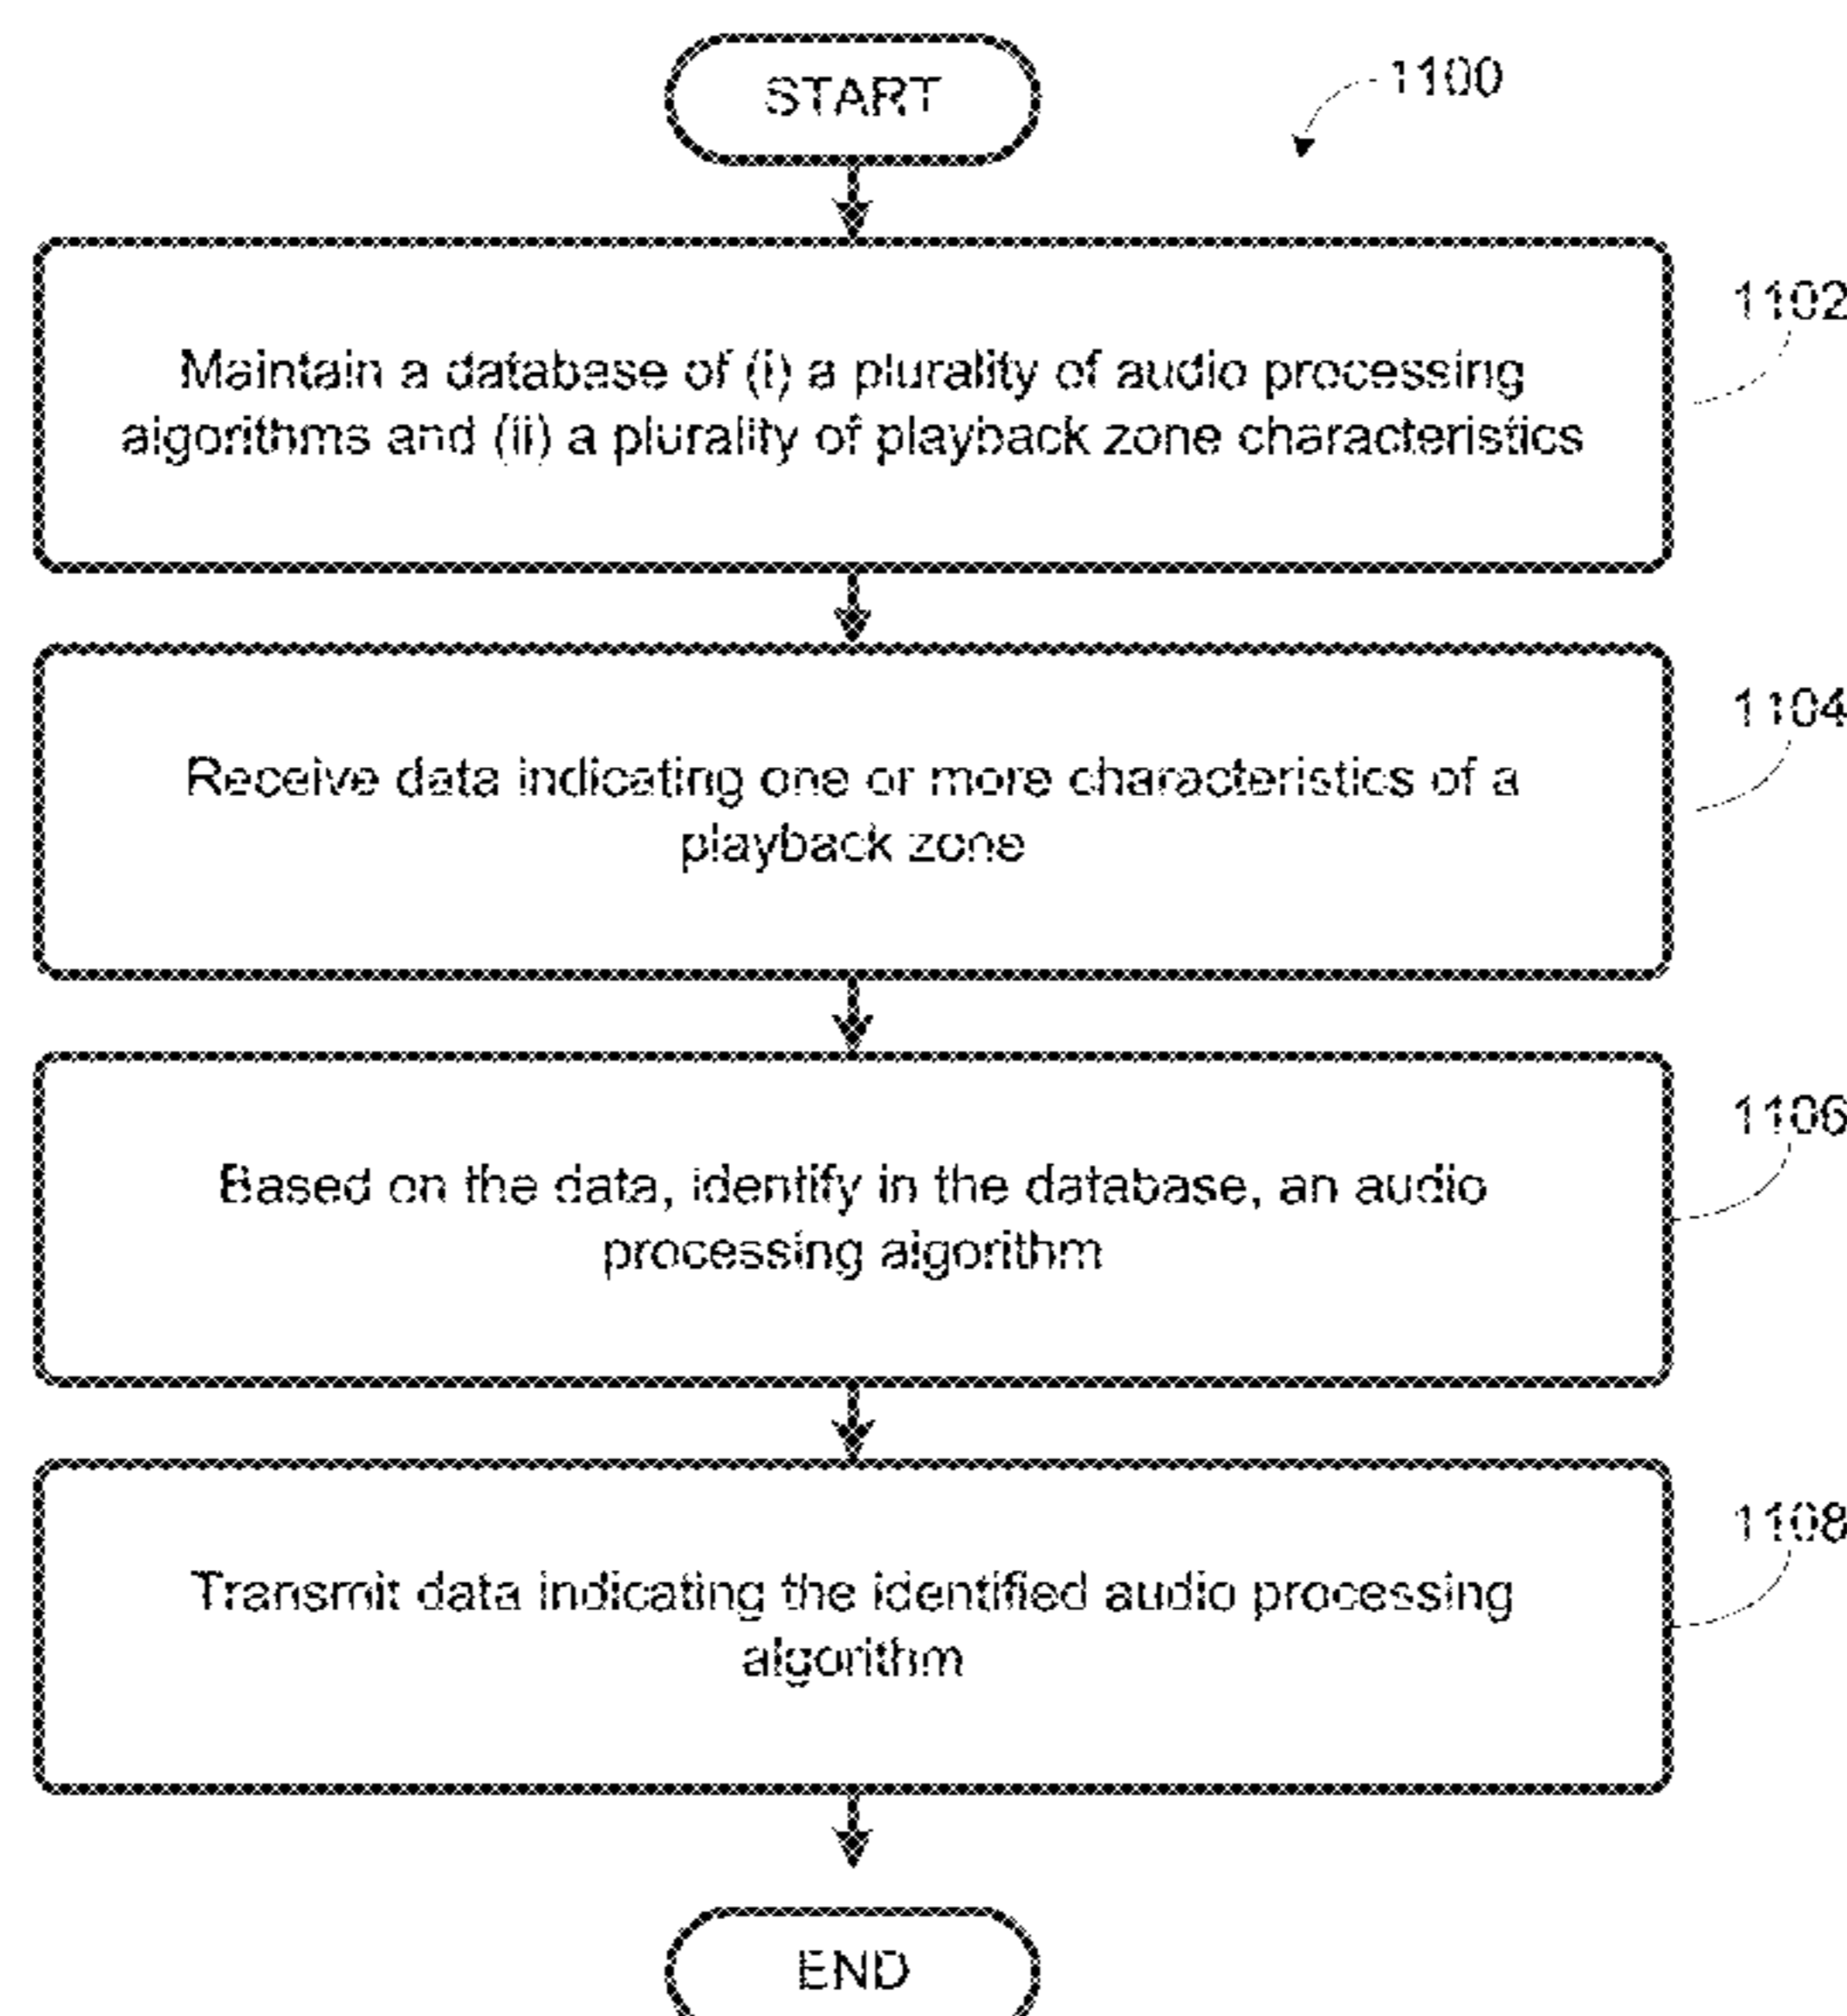 START
1100
Maintain a database of (i) a plurality of audio processing
algorithms and (ii) a plurality of playback zone characteristics
1102
Receive data indicating one or more characteristics of a
playback zone
1104
Based on the data, identify in the database, an audio
processing algorithm
1106
Transmit data indicating the identified audio processing
algorithm
1108
END